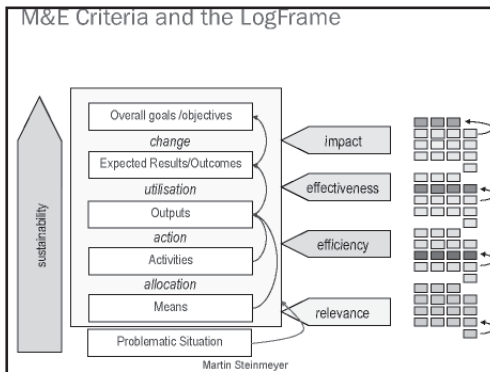 M&E Criteria and the LogFrame
Overall goals /objectives
change
Expected Results/Outcomes
utilisation
Outputs
action
Activities
allocation
Means
Problematic Situation
sustainability
impact
effectiveness
efficiency
relevance
Martin Steinmeyer